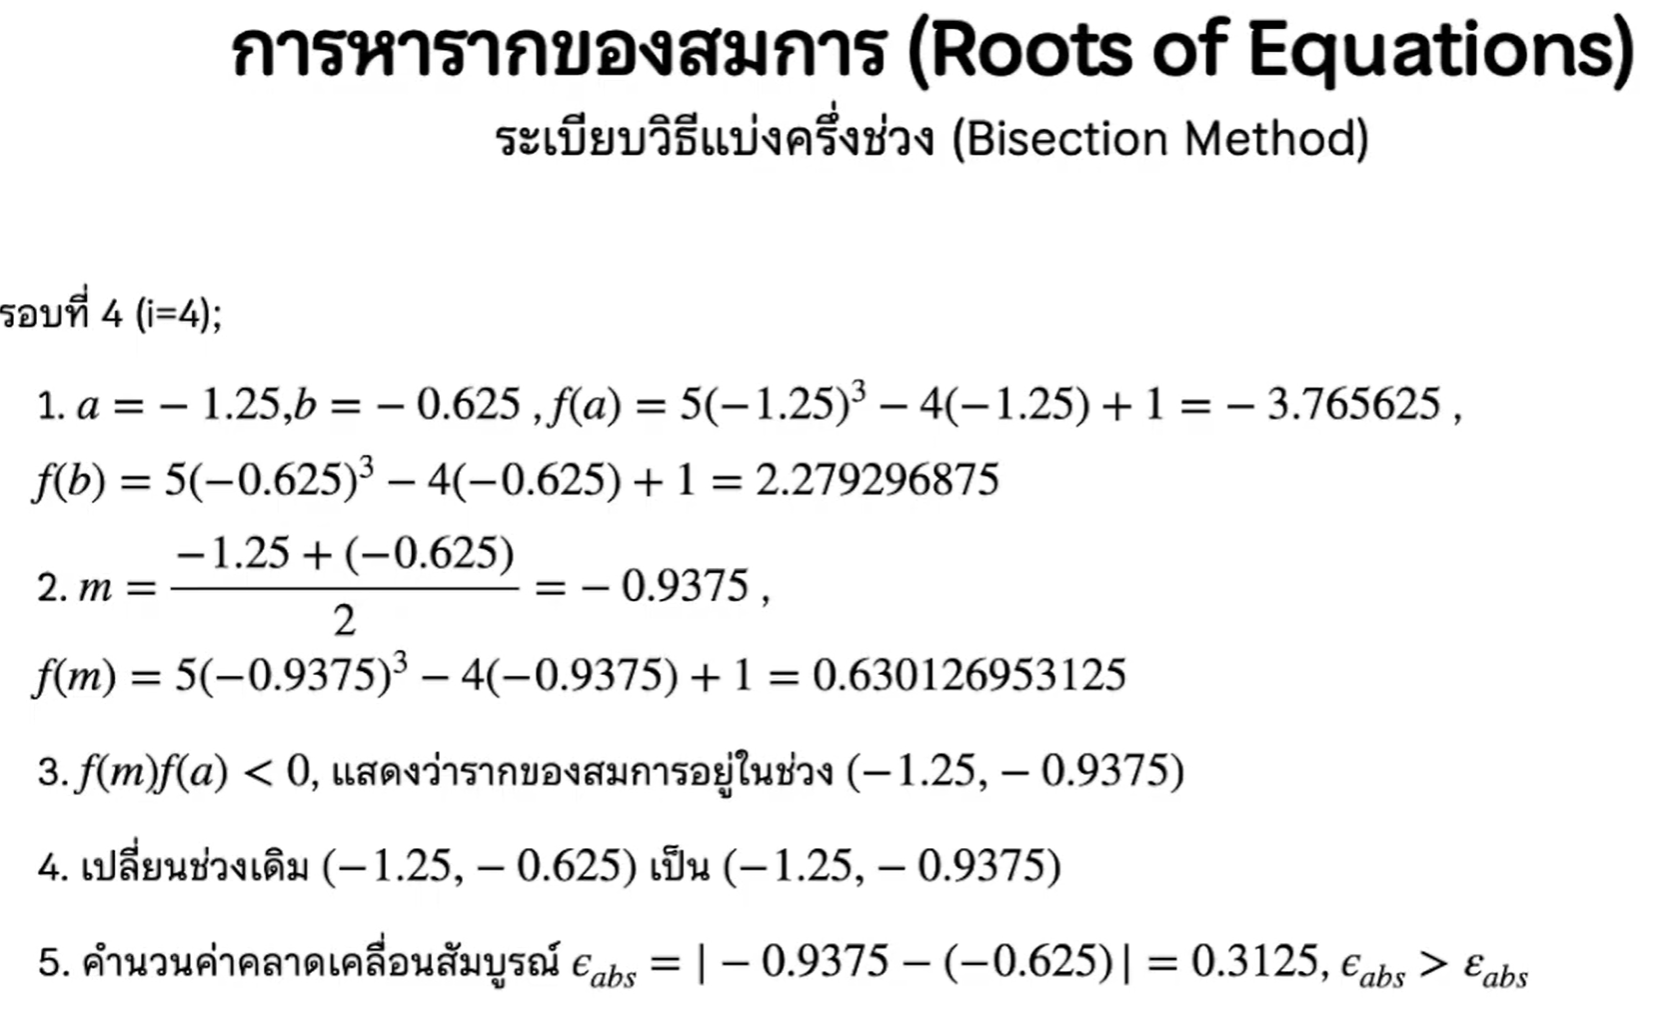 การหารากของสมการ (Roots of Equations)
ระเบียบวิธีแบ่งครึ่งช่วง (Bisection Method)
รอบที่ 4 (i=4);
1. a = − 1.25,b = − 0.625 , f(a) = 5(−1.25)³ − 4(−1.25) + 1 = − 3.765625 ,
f(b) = 5(−0.625)³ − 4(−0.625) + 1 = 2.279296875
2. m = \frac{−1.25 + (−0.625)}{2} = − 0.9375 ,
f(m) = 5(−0.9375)³ − 4(−0.9375) + 1 = 0.630126953125
3. f(m)f(a) < 0, แสดงว่ารากของสมการอยู่ในช่วง (−1.25, − 0.9375)
4. เปลี่ยนช่วงเดิม (−1.25, − 0.625) เป็น (−1.25, − 0.9375)
5. คำนวนค่าคลาดเคลื่อนสัมบูรณ์ ϵ_{abs} = | − 0.9375 − (−0.625)| = 0.3125, ϵ_{abs} > ε_{abs}